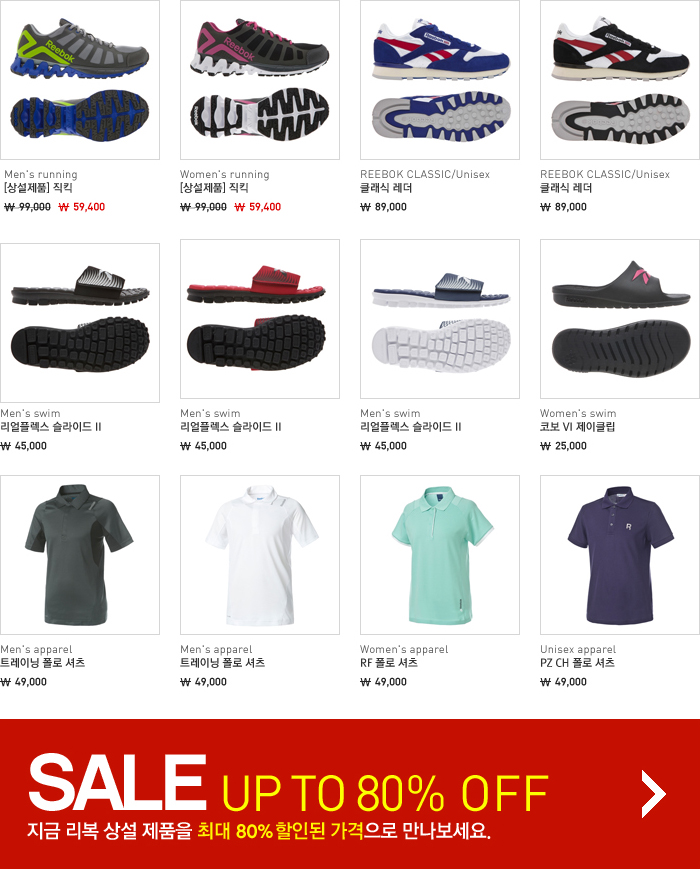 Reebok
Reebok
Men's running
[상설제품] 직킥
₩ 99,000 ₩ 59,400
Women's running
[상설제품] 직킥
₩ 99,000 ₩ 59,400
REEBOK CLASSIC/Unisex
클래식 레더
₩ 89,000
REEBOK CLASSIC/Unisex
클래식 레더
₩ 89,000
Men's swim
리얼플렉스 슬라이드 II
₩ 45,000
Men's swim
리얼플렉스 슬라이드 II
₩ 45,000
Men's swim
리얼플렉스 슬라이드 II
₩ 45,000
Women's swim
코보 VI 제이클립
₩ 25,000
R
Men's apparel
트레이닝 폴로 셔츠
₩ 49,000
Men's apparel
트레이닝 폴로 셔츠
₩ 49,000
Women's apparel
RF 폴로 셔츠
₩ 49,000
Unisex apparel
PZ CH 폴로 셔츠
₩ 49,000
SALE UP TO 80% OFF
지금 리복 상설 제품을 최대 80% 할인된 가격으로 만나보세요.